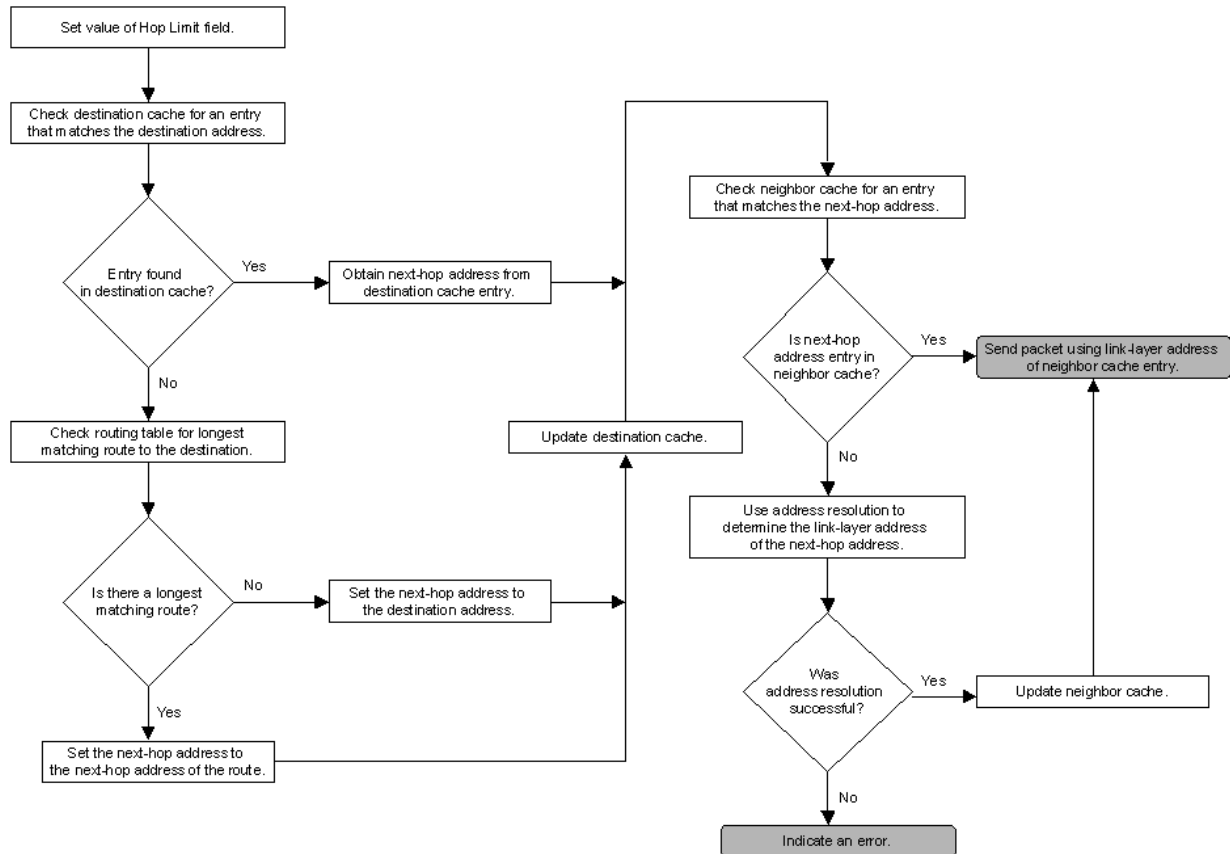 Set value of Hop Limit field.
Check destination cache for an entry
that matches the destination address.
Entry found
in destination cache?
Yes
Obtain next-hop address from
destination cache entry.
No
Check routing table for longest
matching route to the destination.
Is there a longest
matching route?
No
Set the next-hop address to
the destination address.
Yes
Set the next-hop address to
the next-hop address of the route.
Update destination cache.
Check neighbor cache for an entry
that matches the next-hop address.
Is next-hop
address entry in
neighbor cache?
Yes
Send packet using link-layer address
of neighbor cache entry.
No
Use address resolution to
determine the link-layer address
of the next-hop address.
Was
address resolution
successful?
Yes
Update neighbor cache.
No
Indicate an error.